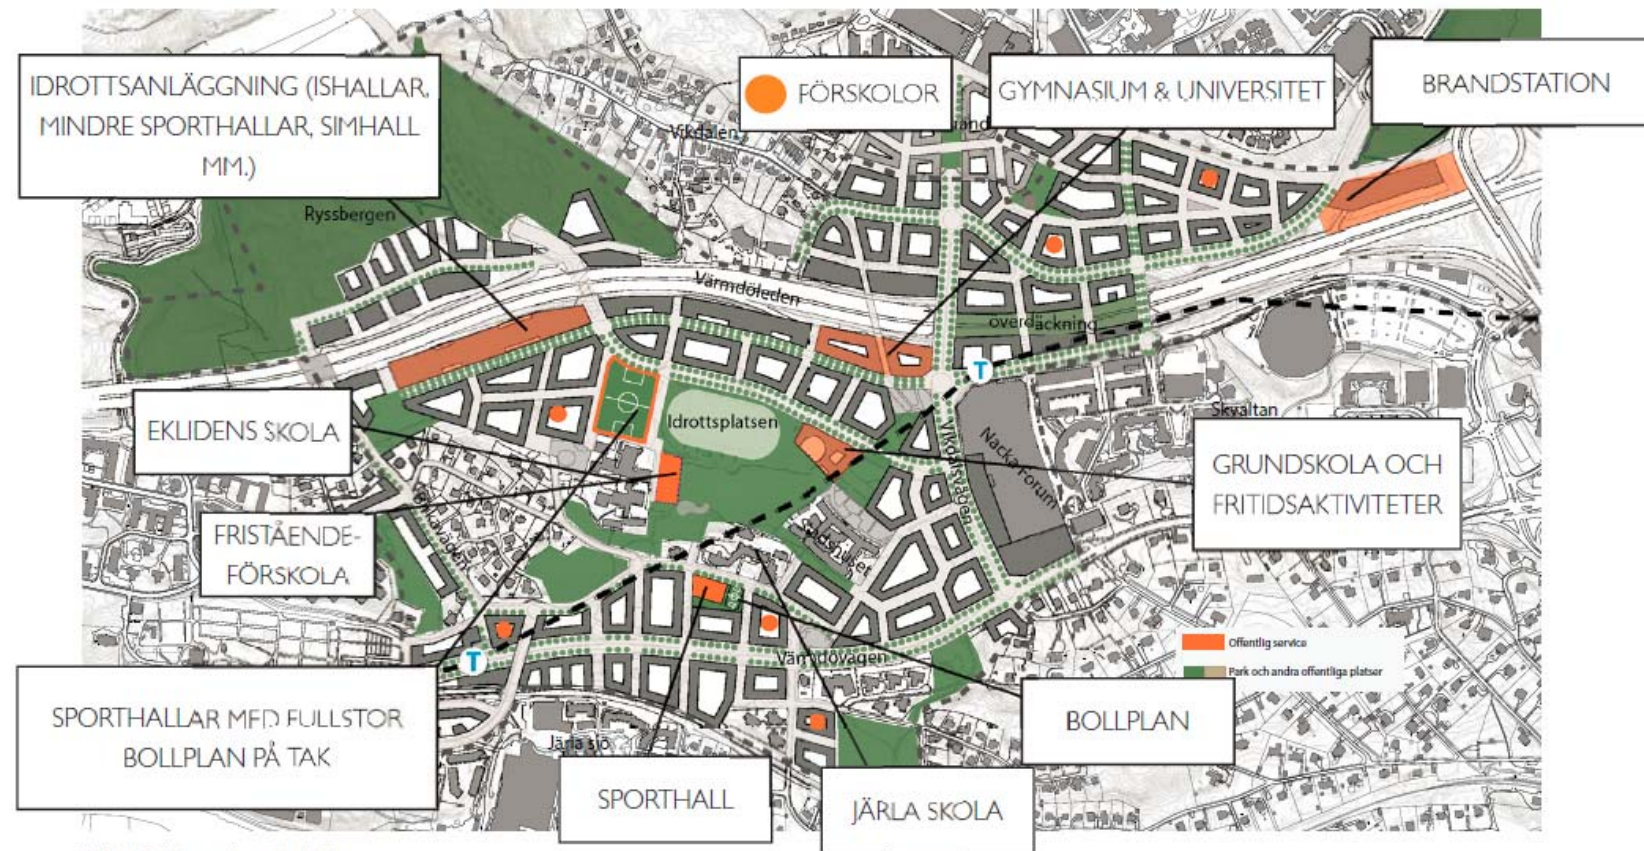 IDROTTSANLÄGGNING (ISHALLAR,
MINDRE SPORTHALLAR, SIMHALL
MM.)
FÖRSKOLOR
GYMNASIUM & UNIVERSITET
BRANDSTATION
Vikdalen
Ryssbergen
Värmdöleden
överdäckning
T
EKLIDENS SKOLA
Idrottsplatsen
Skvaltan
Nacka Forum
Vikdalsvägen
GRUNDSKOLA OCH
FRITIDSAKTIVITETER
FRISTÅENDE-
FÖRSKOLA
Birkavägen
T
Värmdövägen
Offentlig service
Park och andra offentliga platser
SPORTHALLAR MED FULLSTOR
BOLLPLAN PÅ TAK
BOLLPLAN
Järla sjö
SPORTHALL
JÄRLA SKOLA